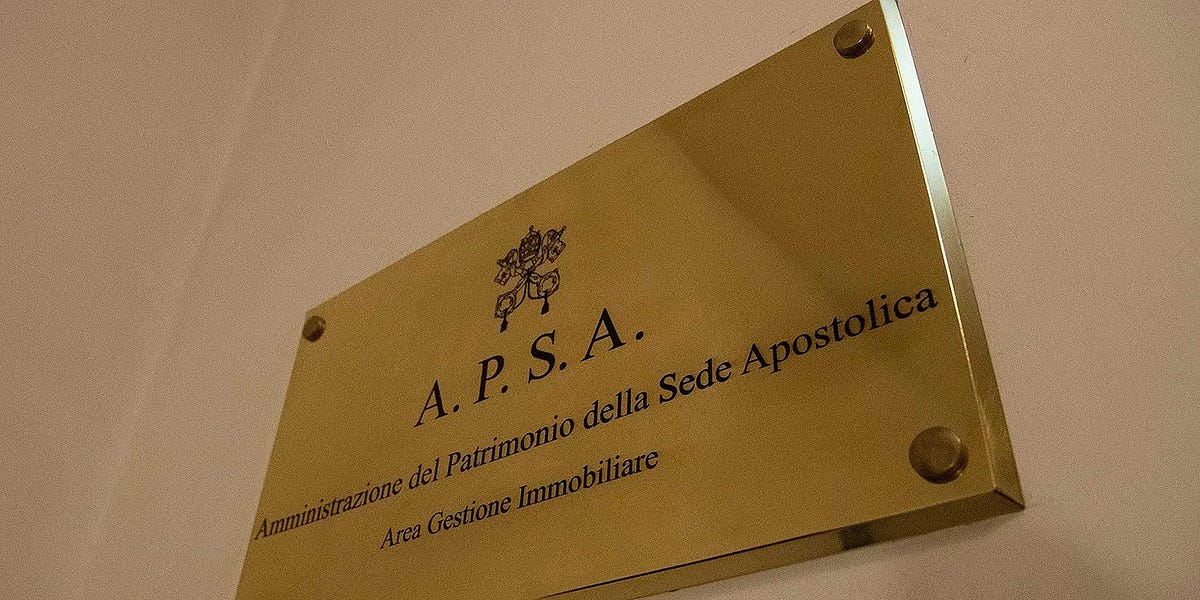 A. P. S. A.
Amministrazione del Patrimonio della Sede Apostolica
Area Gestione Immobiliare